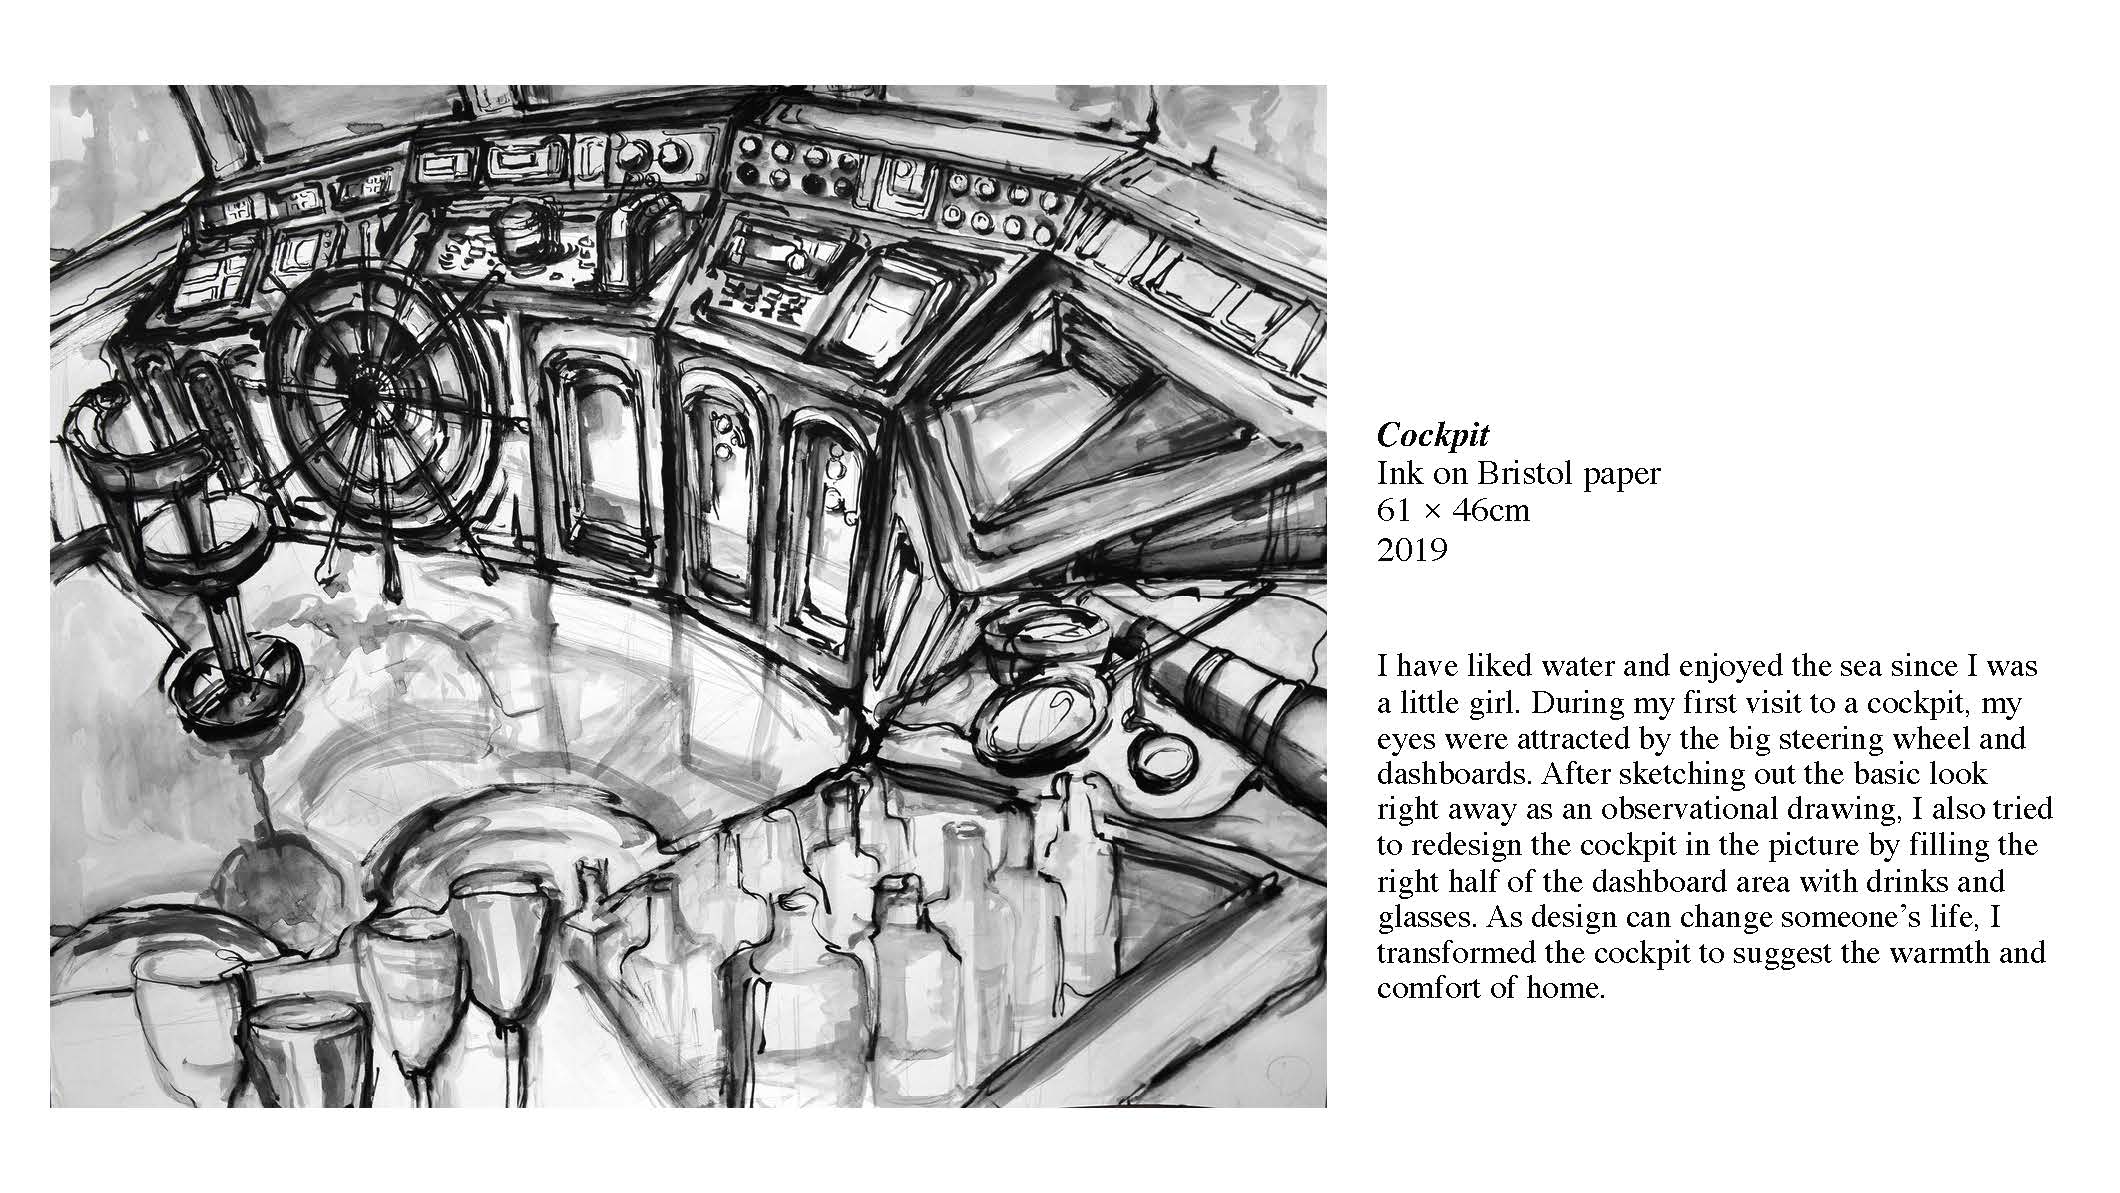 Cockpit
Ink on Bristol paper
61 × 46cm
2019
I have liked water and enjoyed the sea since I was
a little girl. During my first visit to a cockpit, my
eyes were attracted by the big steering wheel and
dashboards. After sketching out the basic look
right away as an observational drawing, I also tried
to redesign the cockpit in the picture by filling the
right half of the dashboard area with drinks and
glasses. As design can change someone’s life, I
transformed the cockpit to suggest the warmth and
comfort of home.